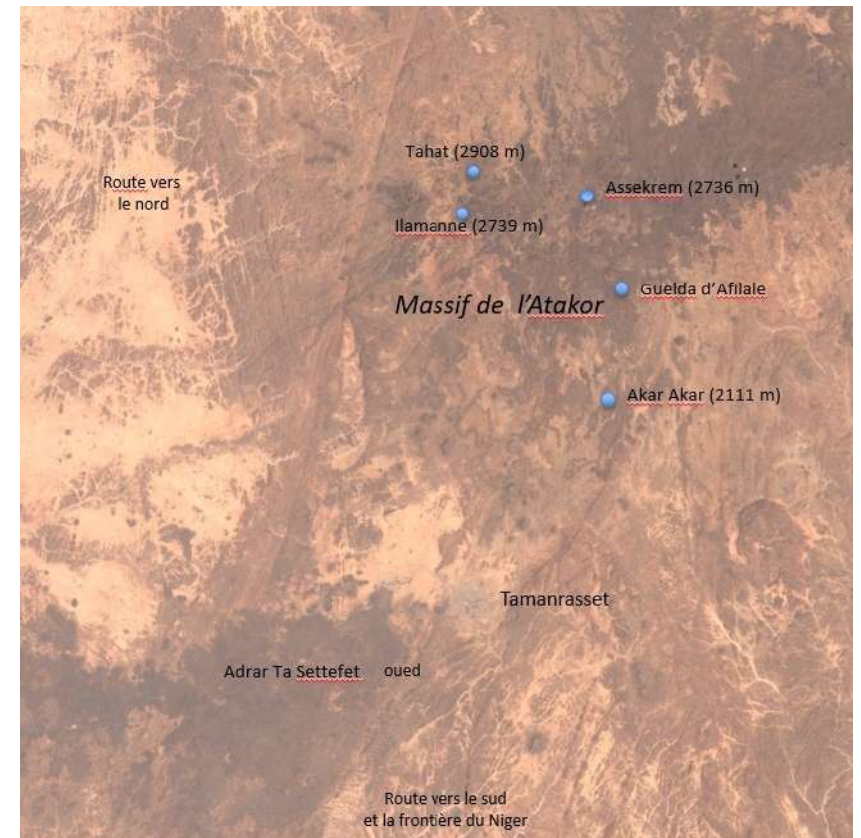 Tahat (2908 m)
Route vers
le nord
Assekrem (2736 m)
Ilamanne (2739 m)
Guelda d’Afilale
Massif de l’Atakor
Akar Akar (2111 m)
Tamanrasset
Adrar Ta Settefet oued
Route vers le sud
et la frontière du Niger